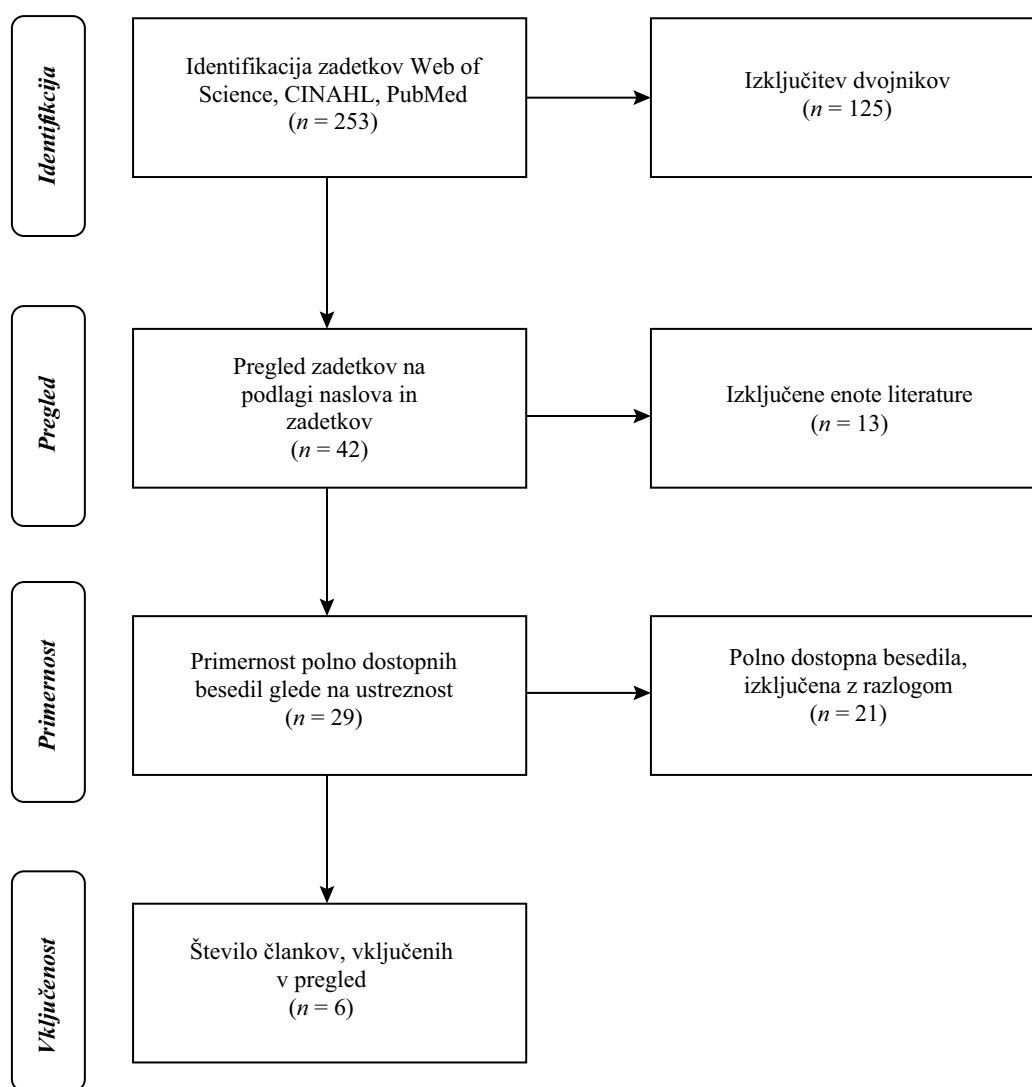 Identifikcija
Identifikacija zadetkov Web of
Science, CINAHL, PubMed
(n = 253)
Izključitev dvojnikov
(n = 125)
Pregled
Pregled zadetkov na
podlagi naslova in
zadetkov
(n = 42)
Izključene enote literature
(n = 13)
Primernost
Primernost polno dostopnih
besedil glede na ustreznost
(n = 29)
Polno dostopna besedila,
izključena z razlogom
(n = 21)
Vključenost
Število člankov, vključenih
v pregled
(n = 6)